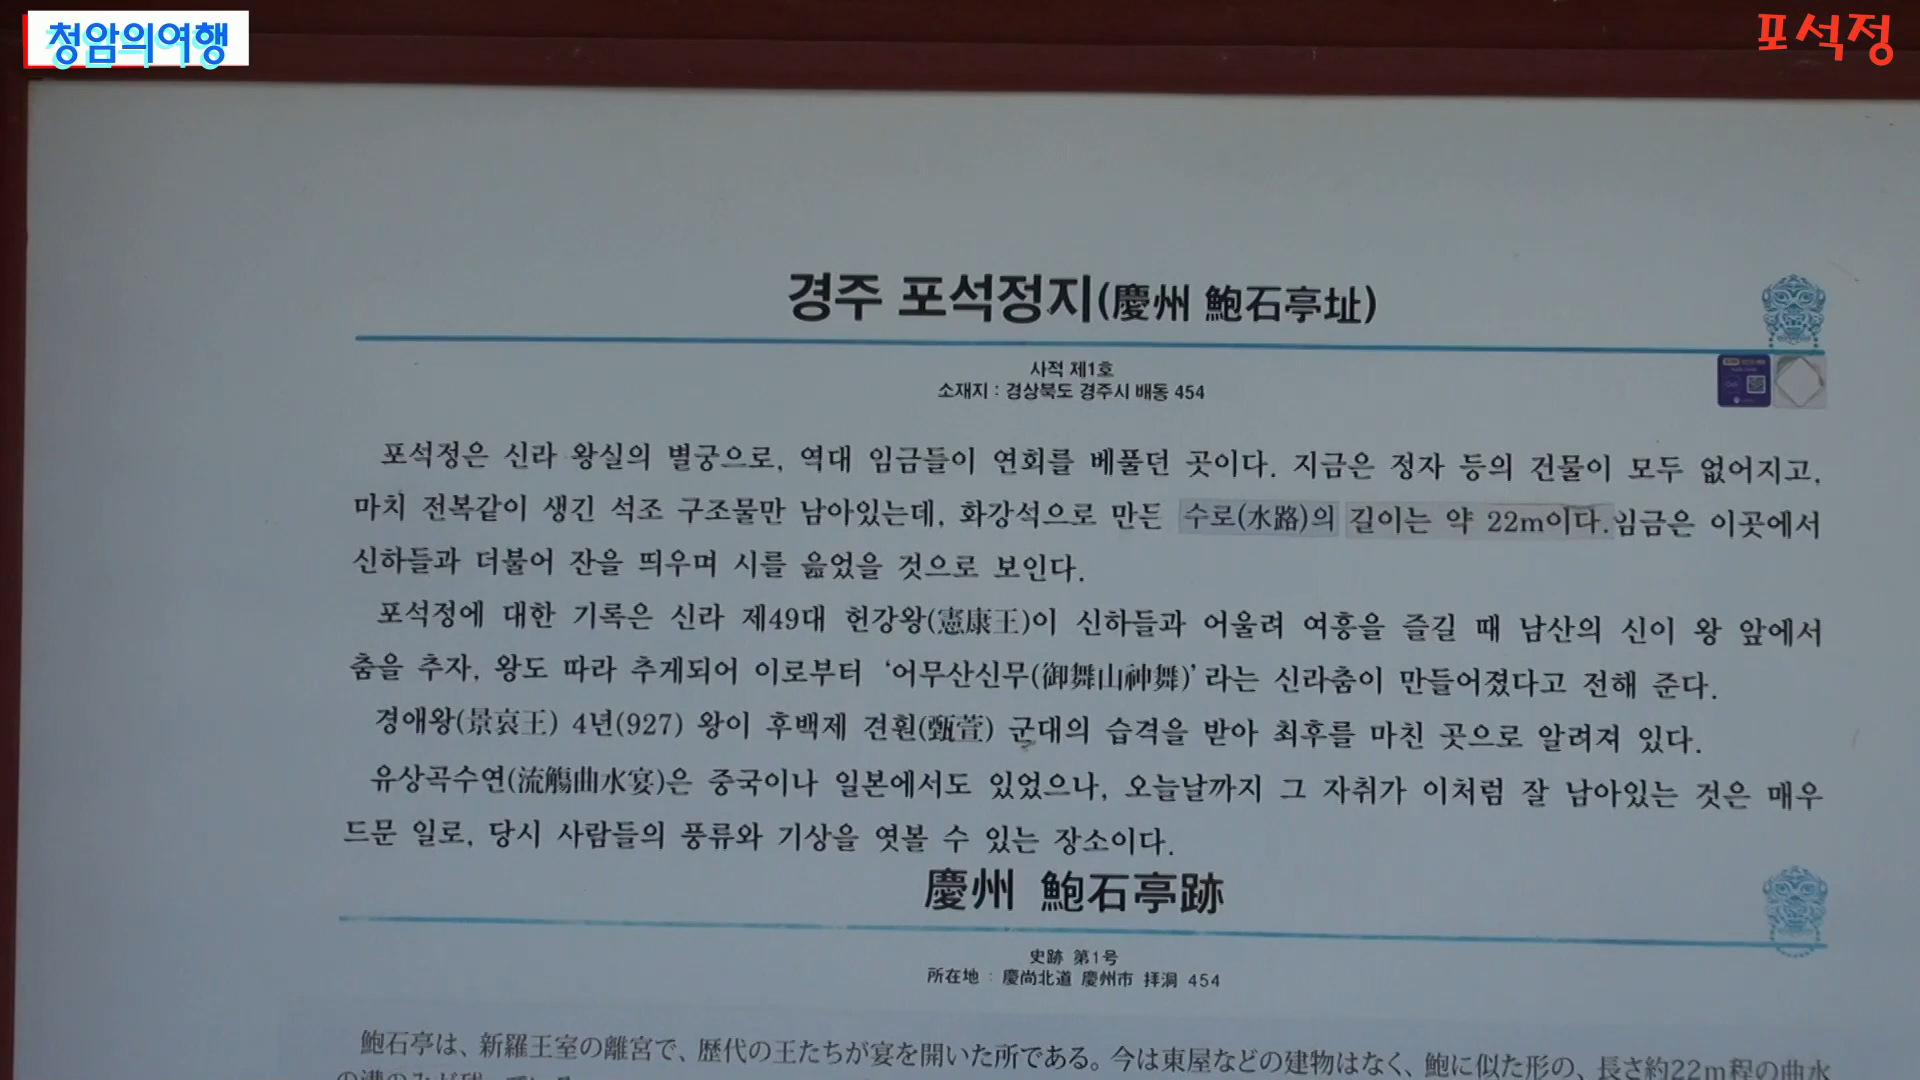 청암의여행
포석정
경주 포석정지(慶州 鮑石亭址)
사적 제1호
소재지 : 경상북도 경주시 배동 454
포석정은 신라 왕실의 별궁으로, 역대 임금들이 연회를 베풀던 곳이다. 지금은 정자 등의 건물이 모두 없어지고,
마치 전복같이 생긴 석조 구조물만 남아있는데, 화강석으로 만든 수로(水路)의 길이는 약 22m이다. 임금은 이곳에서
신하들과 더불어 잔을 띄우며 시를 읊었을 것으로 보인다.
포석정에 대한 기록은 신라 제49대 헌강왕(憲康王)이 신하들과 어울려 여흥을 즐길 때 남산의 신이 왕 앞에서
춤을 추자, 왕도 따라 추게되어 이로부터 ‘어무산신무(御舞山神舞)’라는 신라춤이 만들어졌다고 전해 준다.
경애왕(景哀王) 4년(927) 왕이 후백제 견훤(甄萱) 군대의 습격을 받아 최후를 마친 곳으로 알려져 있다.
유상곡수연(流觴曲水宴)은 중국이나 일본에서도 있었으나, 오늘날까지 그 자취가 이처럼 잘 남아있는 것은 매우
드문 일로, 당시 사람들의 풍류와 기상을 엿볼 수 있는 장소이다.
慶州 鮑石亭跡
史跡 第1号
所在地 : 慶尚北道 慶州市 拝洞 454
鮑石亭は、新羅王室の離宮で、歴代の王たちが宴を開いた所である。今は東屋などの建物はなく、鮑に似た形の、長さ約22m程の曲水